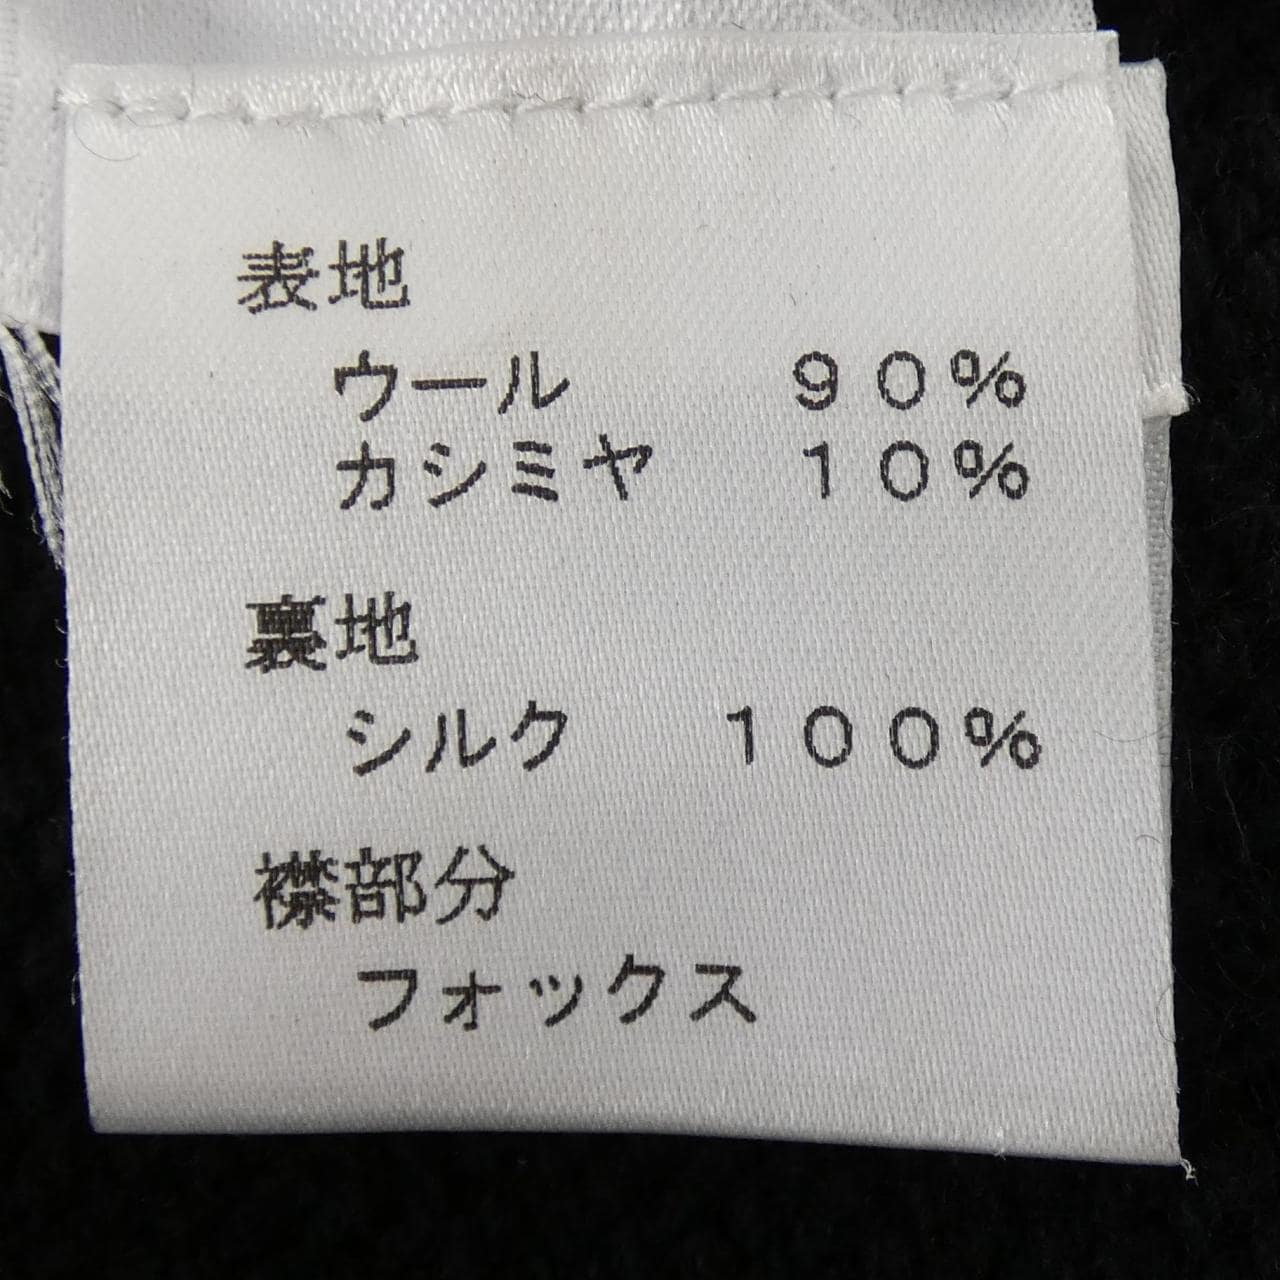 表地
ウール　９０％
カシミヤ　１０％
裏地
シルク　１００％
襟部分
フォックス